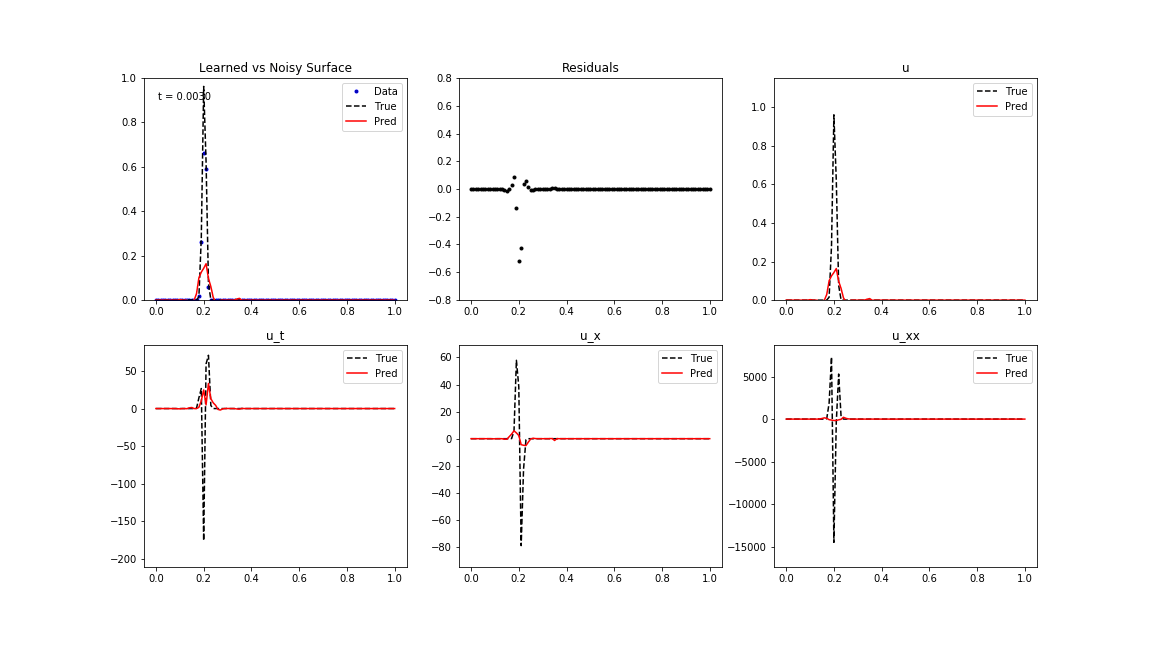 Learned vs Noisy Surface
1.0
0.8
0.6
0.4
0.2
0.0
0.0 0.2 0.4 0.6 0.8 1.0
t = 0.0030
Data
True
Pred
Residuals
0.8
0.6
0.4
0.2
0.0
−0.2
−0.4
−0.6
−0.8
0.0 0.2 0.4 0.6 0.8 1.0
u
1.0
0.8
0.6
0.4
0.2
0.0
0.0 0.2 0.4 0.6 0.8 1.0
True
Pred
u_t
50
0
−50
−100
−150
−200
0.0 0.2 0.4 0.6 0.8 1.0
True
Pred
u_x
60
40
20
0
−20
−40
−60
−80
0.0 0.2 0.4 0.6 0.8 1.0
True
Pred
u_xx
5000
0
−5000
−10000
−15000
0.0 0.2 0.4 0.6 0.8 1.0
True
Pred